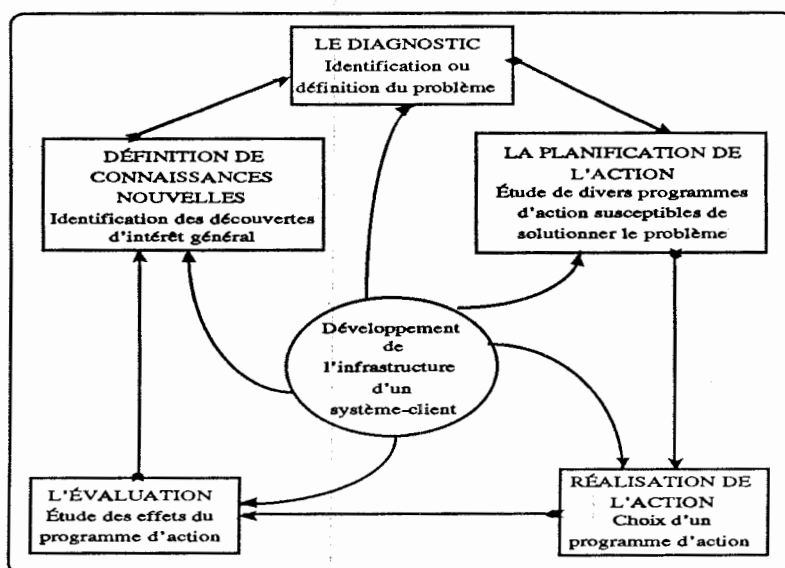 LE DIAGNOSTIC
Identification ou
définition du problème
DÉFINITION DE
CONNAISSANCES
NOUVELLES
Identification des découvertes
d'intérêt général
LA PLANIFICATION DE
L'ACTION
Étude de divers programmes
d'action susceptibles de
solutionner le problème
Développement
de
l'infrastructure
d'un
système-client
L'ÉVALUATION
Étude des effets du
programme d'action
RÉALISATION DE
L'ACTION
Choix d'un
programme d'action